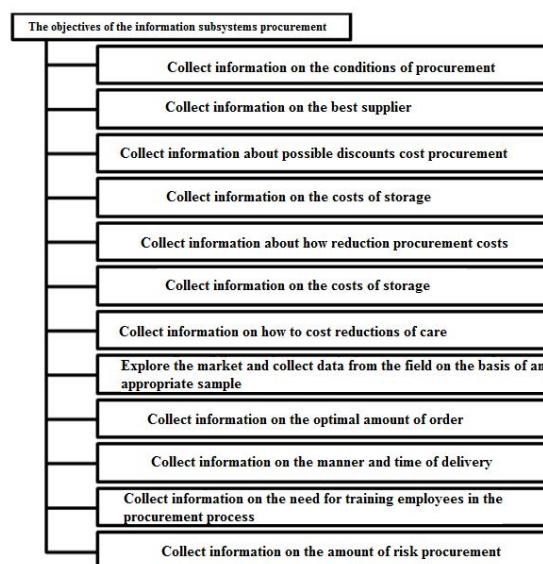 The objectives of the information subsystems procurement
Collect information on the conditions of procurement
Collect information on the best supplier
Collect information about possible discounts cost procurement
Collect information on the costs of storage
Collect information about how reduction procurement costs
Collect information on the costs of storage
Collect information on how to cost reductions of care
Explore the market and collect data from the field on the basis of an
appropriate sample
Collect information on the optimal amount of order
Collect information on the manner and time of delivery
Collect information on the need for training employees in the
procurement process
Collect information on the amount of risk procurement